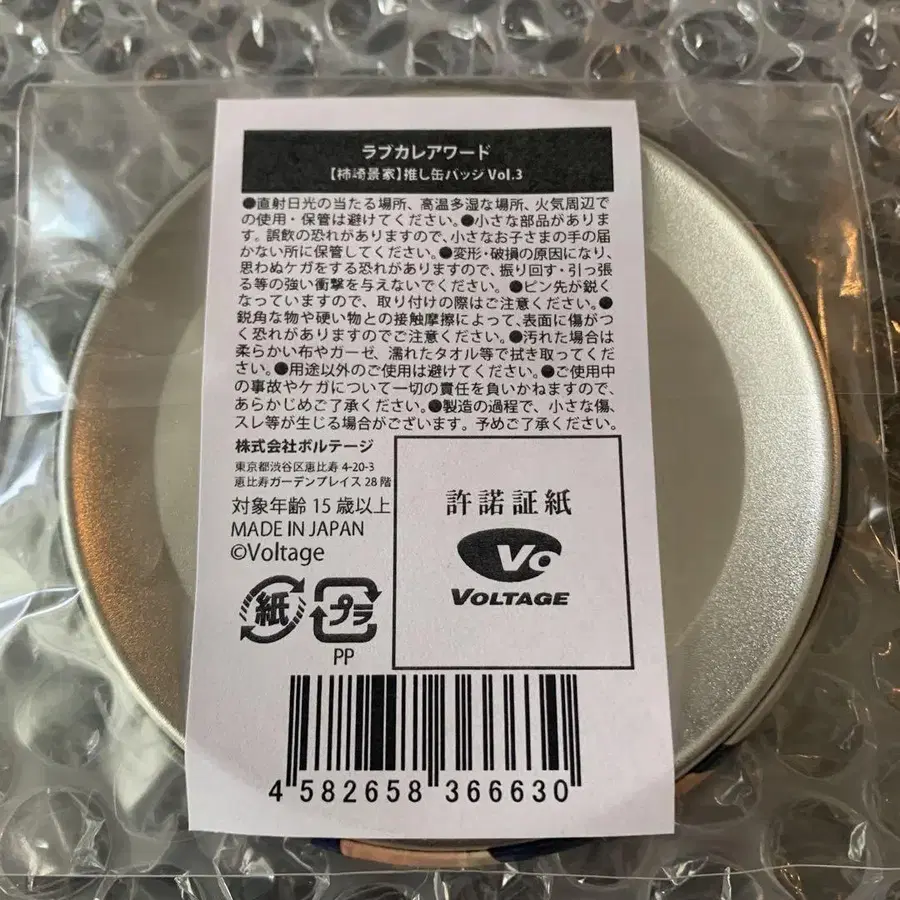 ラブカレアワード
【柿崎景家】推し缶バッジ Vol.3
●直射日光の当たる場所、高温多湿な場所、火気周辺で
の使用・保管は避けてください。●小さな部品がありま
す。誤飲の恐れがありますので、小さなお子さまの手の届
かない所に保管してください。●変形・破損の原因になり、
思わぬケガをする恐れがありますので、振り回す・引っ張
る等の強い衝撃を与えないでください。●ピン先が鋭く
なっていますので、取り付けの際はご注意ください。●
鋭角な物や硬い物との接触摩擦によって、表面に傷がつ
く恐れがありますのでご注意ください。●汚れた場合は
柔らかい布やガーゼ、濡れたタオル等で拭き取ってくだ
さい。●用途以外のご使用は避けてください。●ご使用中
の事故やケガについて一切の責任を負いかねますので、
あらかじめご了承ください。●製造の過程で、小さな傷、
スレ等が生じる場合がございます。予めご了承ください。
株式会社ボルテージ
東京都渋谷区恵比寿 4-20-3
恵比寿ガーデンプレイス 28 階
対象年齢 15 歳以上
MADE IN JAPAN
©Voltage
紙
プラ
PP
許諾証紙
Vo
VOLTAGE
4 582658 366630